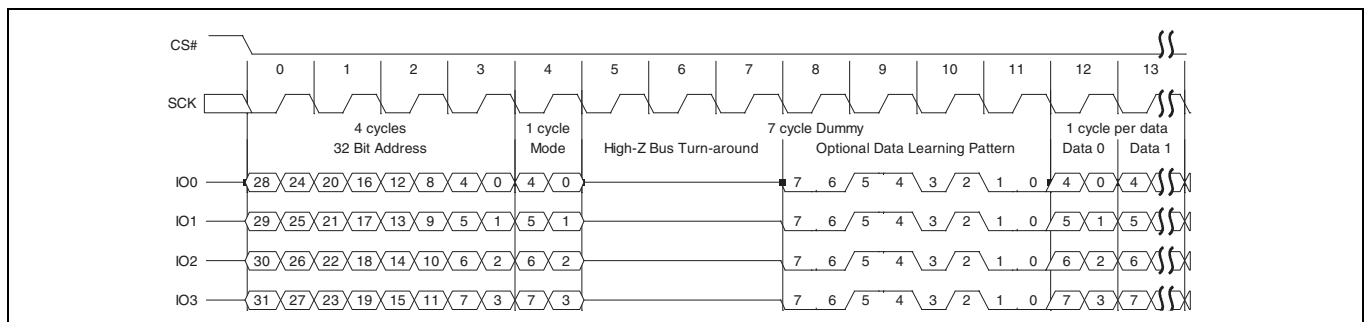 CS#
0 1 2 3 4 5 6 7 8 9 10 11 12 13
SCK
4 cycles 1 cycle 7 cycle Dummy 1 cycle per data
32 Bit Address Mode High-Z Bus Turn-around Optional Data Learning Pattern Data 0 Data 1
IO0 28 24 20 16 12 8 4 0 4 0 7 6 5 4 3 2 1 0 4 0 4
IO1 29 25 21 17 13 9 5 1 5 1 7 6 5 4 3 2 1 0 5 1 5
IO2 30 26 22 18 14 10 6 2 6 2 7 6 5 4 3 2 1 0 6 2 6
IO3 31 27 23 19 15 11 7 3 7 3 7 6 5 4 3 2 1 0 7 3 7